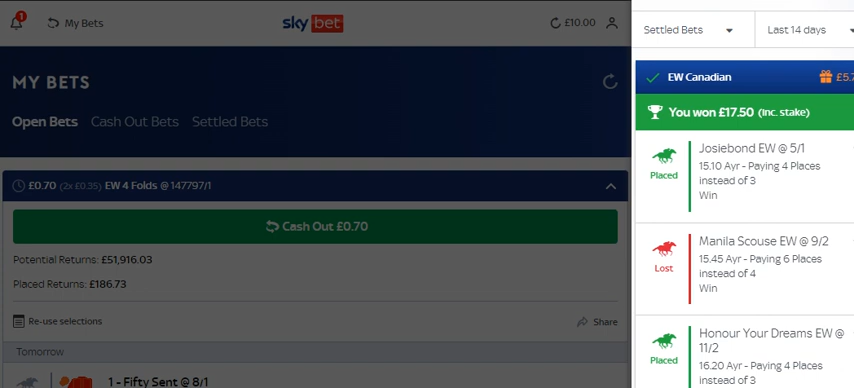 1
My Bets
sky bet
£10.00
MY BETS
Open Bets
Cash Out Bets
Settled Bets
£0.70 (2x £0.35) EW 4 Folds @ 147797/1
Cash Out £0.70
Potential Returns: £51,916.03
Placed Returns: £186.73
Re-use selections
Share
Tomorrow
1 - Fifty Sent @ 8/1
Settled Bets
Last 14 days
EW Canadian
You won £17.50 (Inc. stake)
Placed
Josiebond EW @ 5/1
15.10 Ayr - Paying 4 Places
instead of 3
Win
Lost
Manila Scouse EW @ 9/2
15.45 Ayr - Paying 6 Places
instead of 4
Win
Placed
Honour Your Dreams EW @
11/2
16.20 Ayr - Paying 4 Places
instead of 3